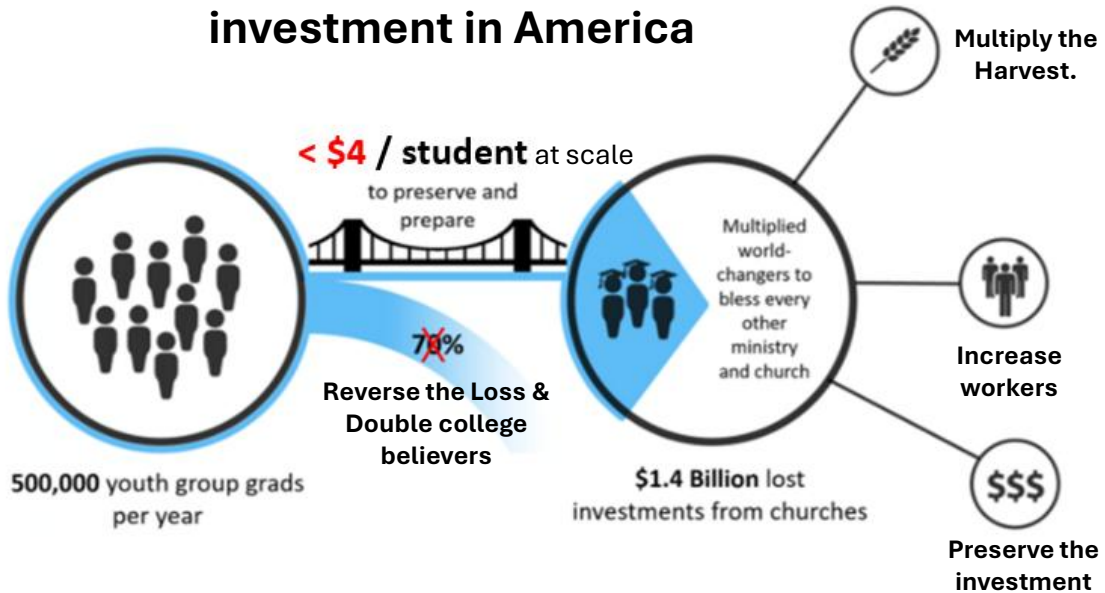 investment in America
Multiply the
Harvest.
< $4 / student at scale
to preserve and
prepare
Multiplied
world-
changers to
bless every
other
ministry
and church
70%
Reverse the Loss &
Double college
believers
Increase
workers
500,000 youth group grads
per year
$1.4 Billion lost
investments from churches
$$$
Preserve the
investment